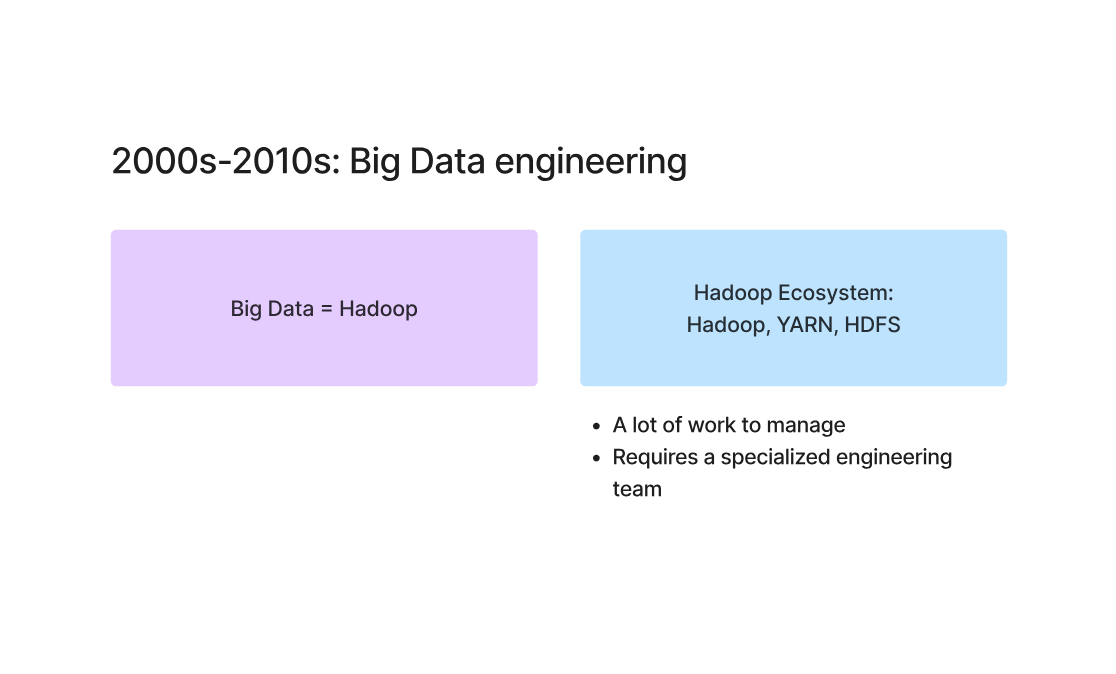 2000s-2010s: Big Data engineering
Big Data = Hadoop
Hadoop Ecosystem:
Hadoop, YARN, HDFS
• A lot of work to manage
• Requires a specialized engineering
team